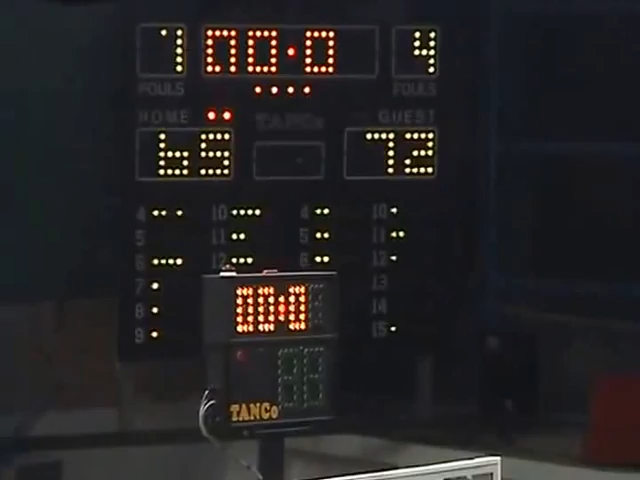 7 00.0 4
FOULS FOULS
HOME TANCo GUEST
65 72
4 10 4 10
5 11 5 11
6 12 6 12
7 13
8 14
9 15
00.0
TANCo